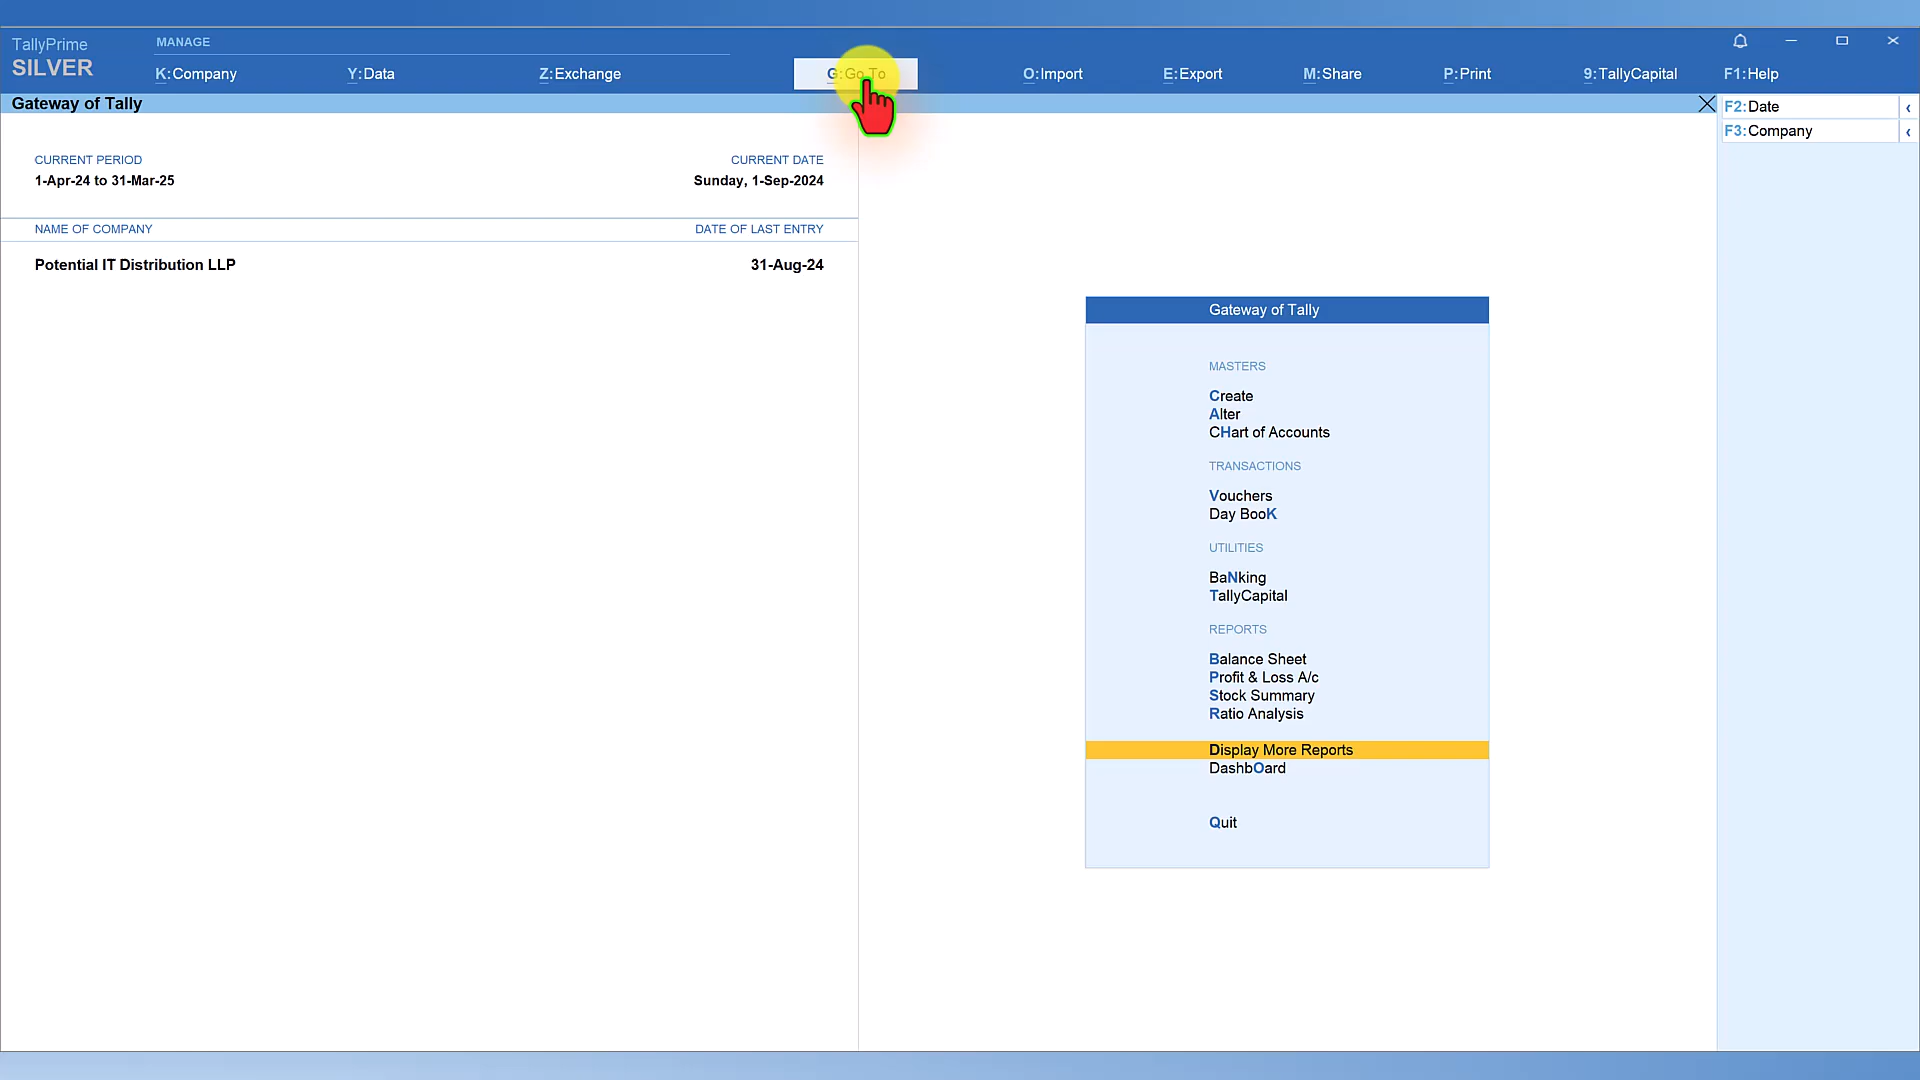 TallyPrime
SILVER
MANAGE
K:Company
Y:Data
Z:Exchange
G:Go To
O:Import
E:Export
M:Share
P:Print
9:TallyCapital
F1:Help
Gateway of Tally
F2:Date
F3:Company
CURRENT PERIOD
CURRENT DATE
1-Apr-24 to 31-Mar-25
Sunday, 1-Sep-2024
NAME OF COMPANY
DATE OF LAST ENTRY
Potential IT Distribution LLP
31-Aug-24
Gateway of Tally
MASTERS
Create
Alter
CHart of Accounts
TRANSACTIONS
Vouchers
Day BooK
UTILITIES
BaNking
TallyCapital
REPORTS
Balance Sheet
Profit & Loss A/c
Stock Summary
Ratio Analysis
Display More Reports
DashbOard
Quit